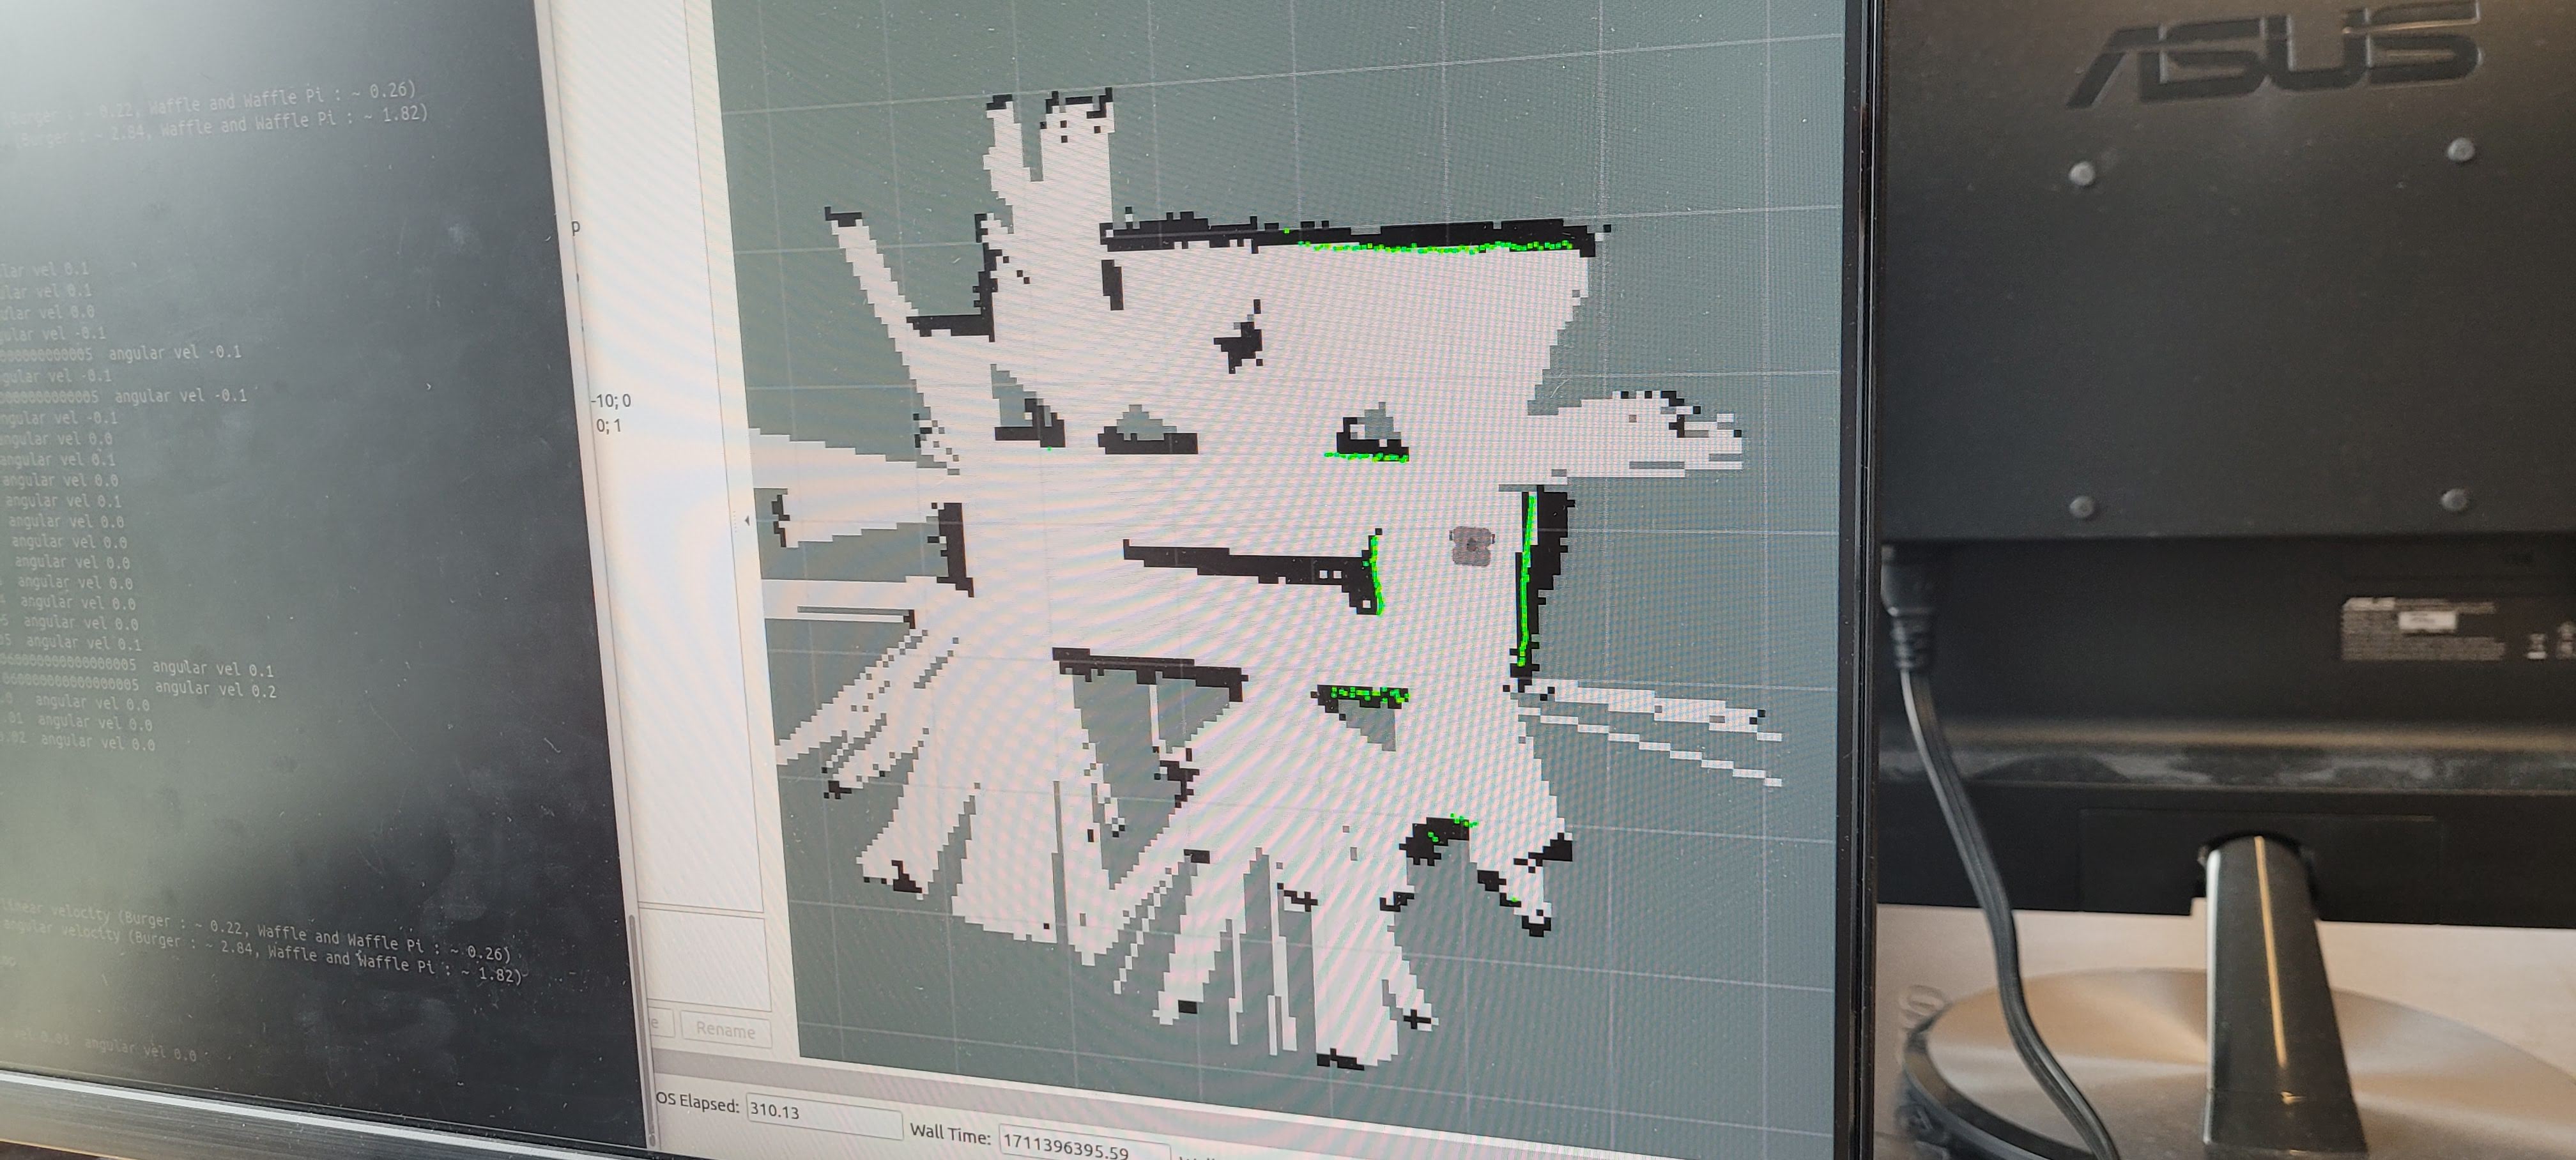 Burger : ~ 0.22, Waffle and Waffle Pi : ~ 0.26)
(Burger : ~ 2.84, Waffle and Waffle Pi : ~ 1.82)
ular vel 0.1
ular vel 0.1
ular vel 0.0
ular vel -0.1
000000000005 angular vel -0.1
ngular vel -0.1
0000000000005 angular vel -0.1
ngular vel -0.1
ngular vel 0.0
angular vel 0.1
angular vel 0.0
angular vel 0.1
angular vel 0.0
angular vel 0.0
angular vel 0.0
angular vel 0.0
angular vel 0.0
angular vel 0.0
angular vel 0.1
060000000000000005 angular vel 0.1
060000000000000005 angular vel 0.2
angular vel 0.0
.01 angular vel 0.0
0.02 angular vel 0.0
linear velocity (Burger : ~ 0.22, Waffle and Waffle Pi : ~ 0.26)
angular velocity (Burger : ~ 2.84, Waffle and Waffle Pi : ~ 1.82)
vel 0.03 angular vel 0.0
p
-10; 0
0; 1
e
Rename
OS Elapsed: 310.13
Wall Time: 1711396395.59
ASUS